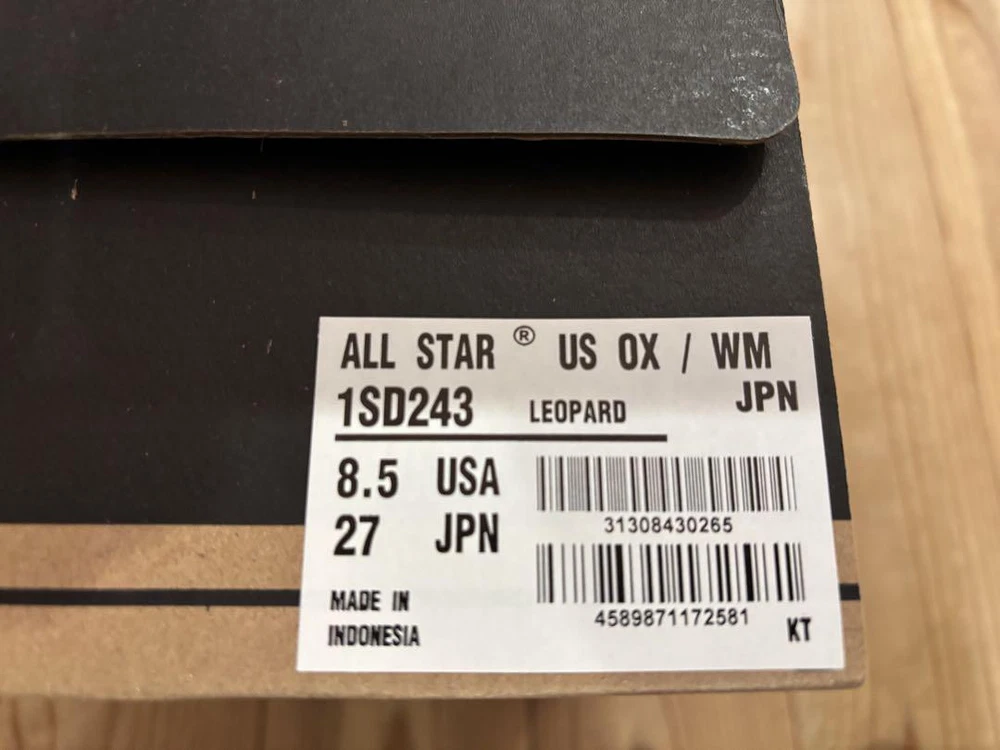 ALL STAR ® US OX / WM
JPN
1SD243 LEOPARD
8.5 USA
27 JPN
31308430265
4589871172581
MADE IN
INDONESIA
KT